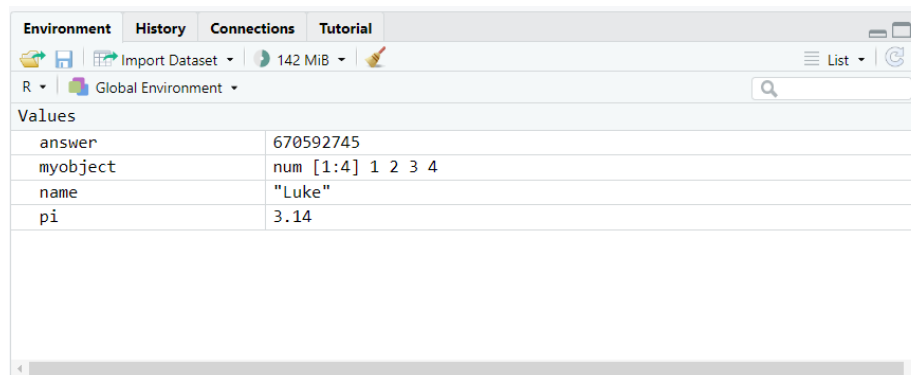 Environment History Connections Tutorial
Import Dataset 142 MiB List
R Global Environment
Values
answer 670592745
myobject num [1:4] 1 2 3 4
name "Luke"
pi 3.14